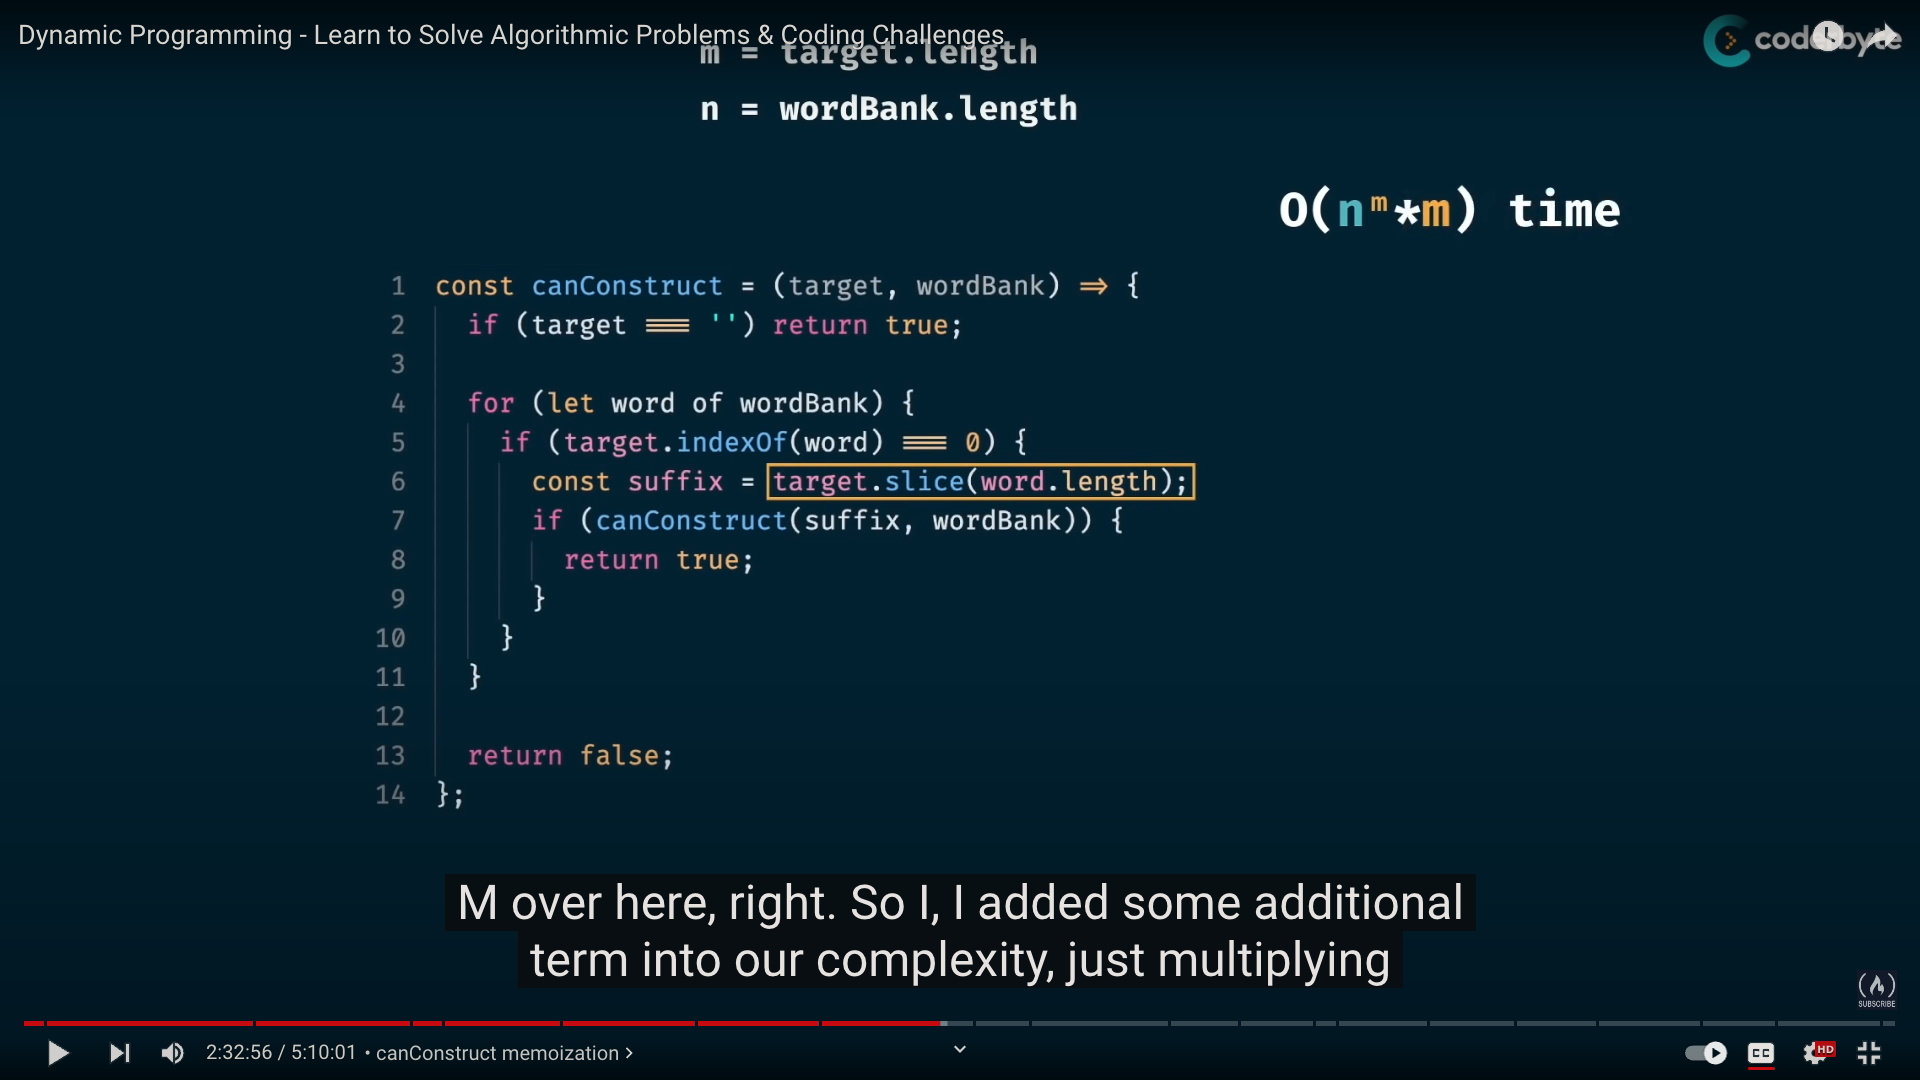 Dynamic Programming - Learn to Solve Algorithmic Problems & Coding Challenges
coderbyte
m = target.length
n = wordBank.length
O(nᵐ*m) time
1 const canConstruct = (target, wordBank) => {
2 if (target === '') return true;
3
4 for (let word of wordBank) {
5 if (target.indexOf(word) === 0) {
6 const suffix = target.slice(word.length);
7 if (canConstruct(suffix, wordBank)) {
8 return true;
9 }
10 }
11 }
12
13 return false;
14 };
M over here, right. So I, I added some additional
term into our complexity, just multiplying
SUBSCRIBE
2:32:56 / 5:10:01 • canConstruct memoization >
CC
HD